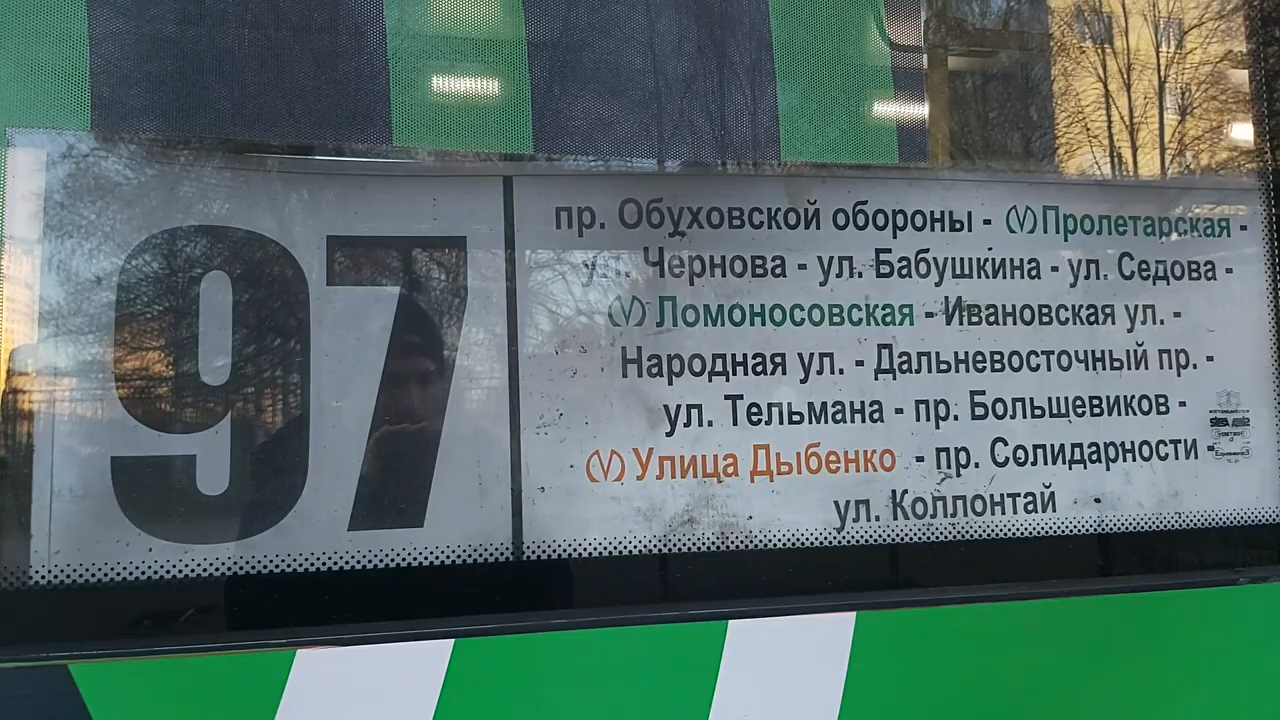 97
пр. Обуховской обороны - (V) Пролетарская -
ул. Чернова - ул. Бабушкина - ул. Седова -
(V) Ломоносовская - Ивановская ул. -
Народная ул. - Дальневосточный пр. -
ул. Тельмана - пр. Большевиков -
(V) Улица Дыбенко - пр. Солидарности -
ул. Коллонтай